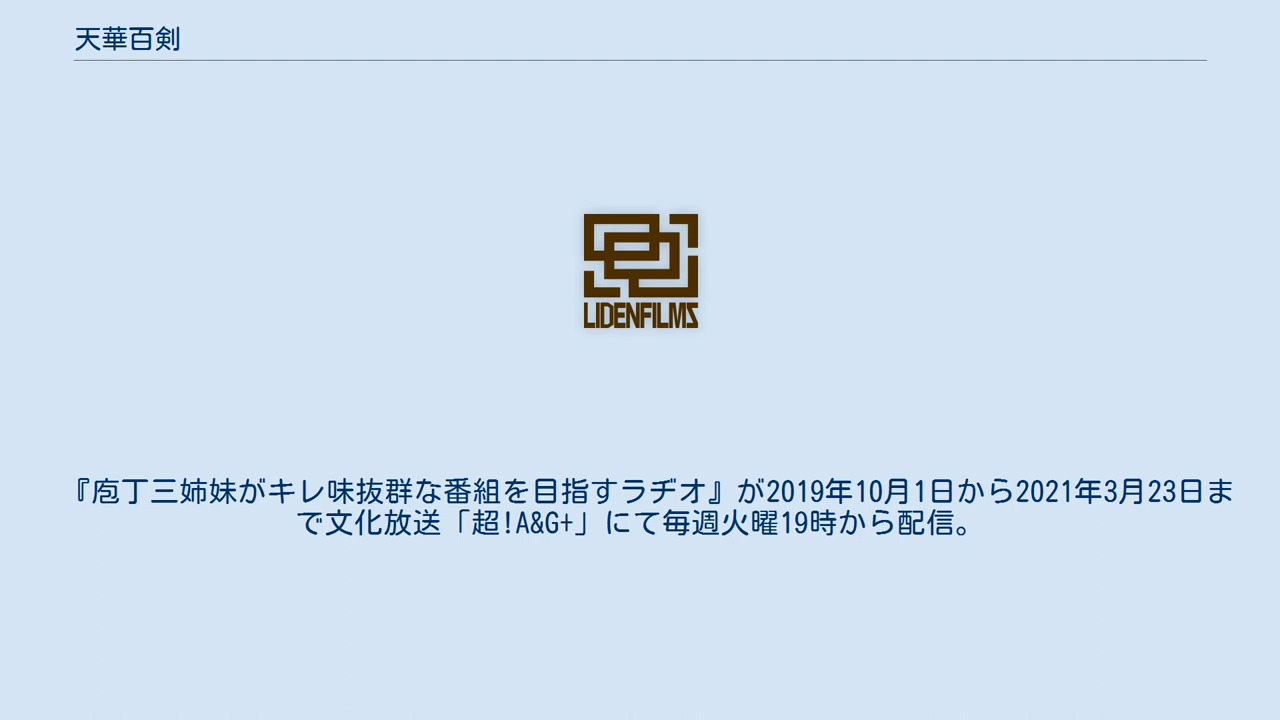 天華百剣
LIDENFILMS
『庖丁三姉妹がキレ味抜群な番組を目指すラヂオ』が2019年10月1日から2021年3月23日ま
で文化放送「超!A&G+」にて毎週火曜19時から配信。